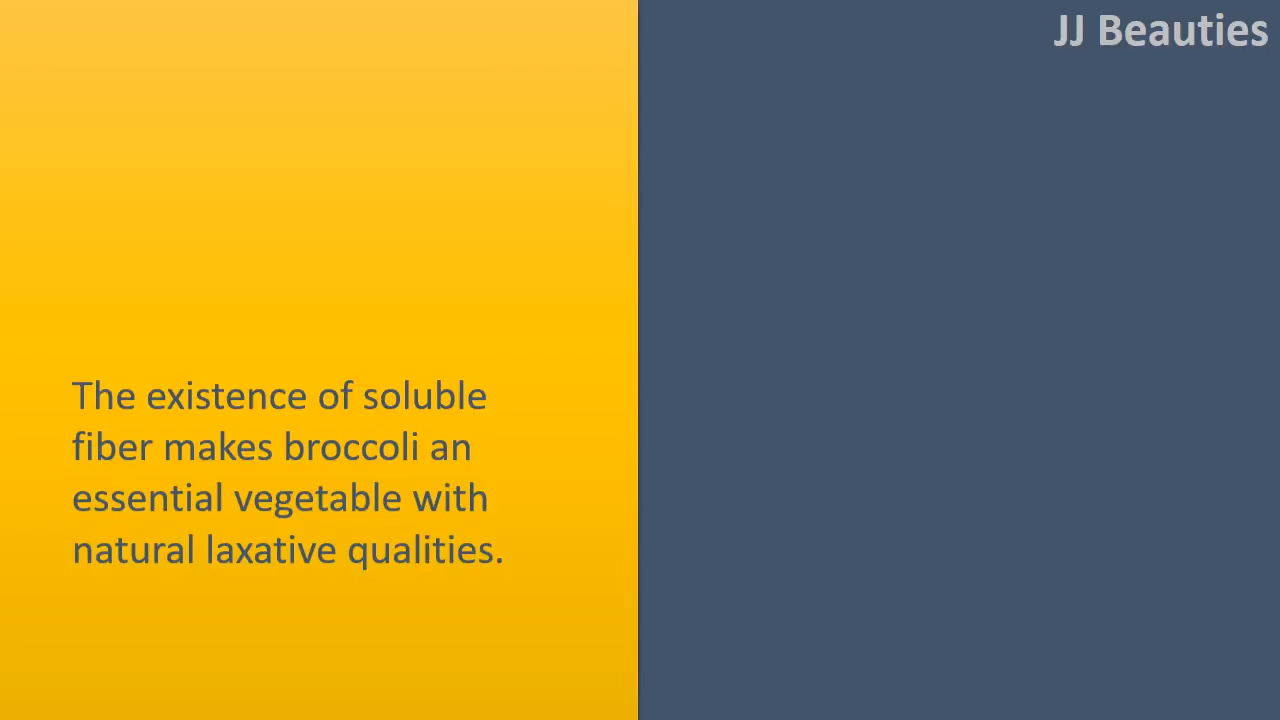 JJ Beauties
The existence of soluble
fiber makes broccoli an
essential vegetable with
natural laxative qualities.